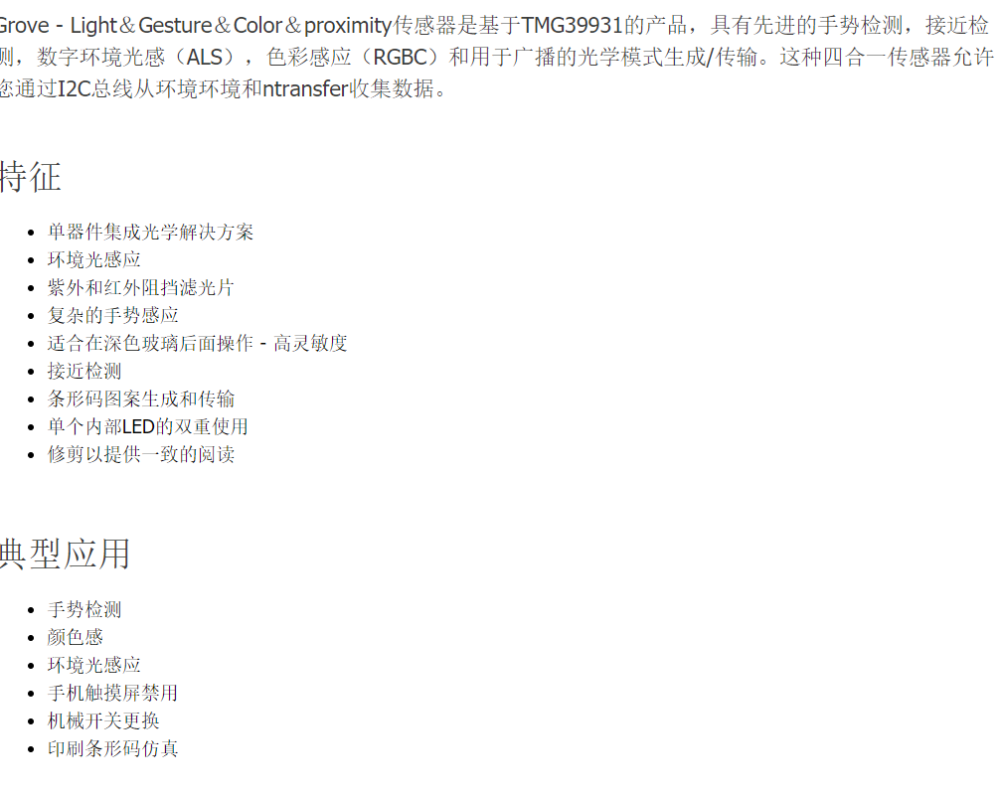 Grove - Light＆Gesture＆Color＆proximity传感器是基于TMG39931的产品，具有先进的手势检测，接近检
测，数字环境光感（ALS），色彩感应（RGBC）和用于广播的光学模式生成/传输。这种四合一传感器允许
您通过I2C总线从环境环境和ntransfer收集数据。
特征
单器件集成光学解决方案
环境光感应
紫外和红外阻挡滤光片
复杂的手势感应
适合在深色玻璃后面操作 - 高灵敏度
接近检测
条形码图案生成和传输
单个内部LED的双重使用
修剪以提供一致的阅读
典型应用
手势检测
颜色感
环境光感应
手机触摸屏禁用
机械开关更换
印刷条形码仿真